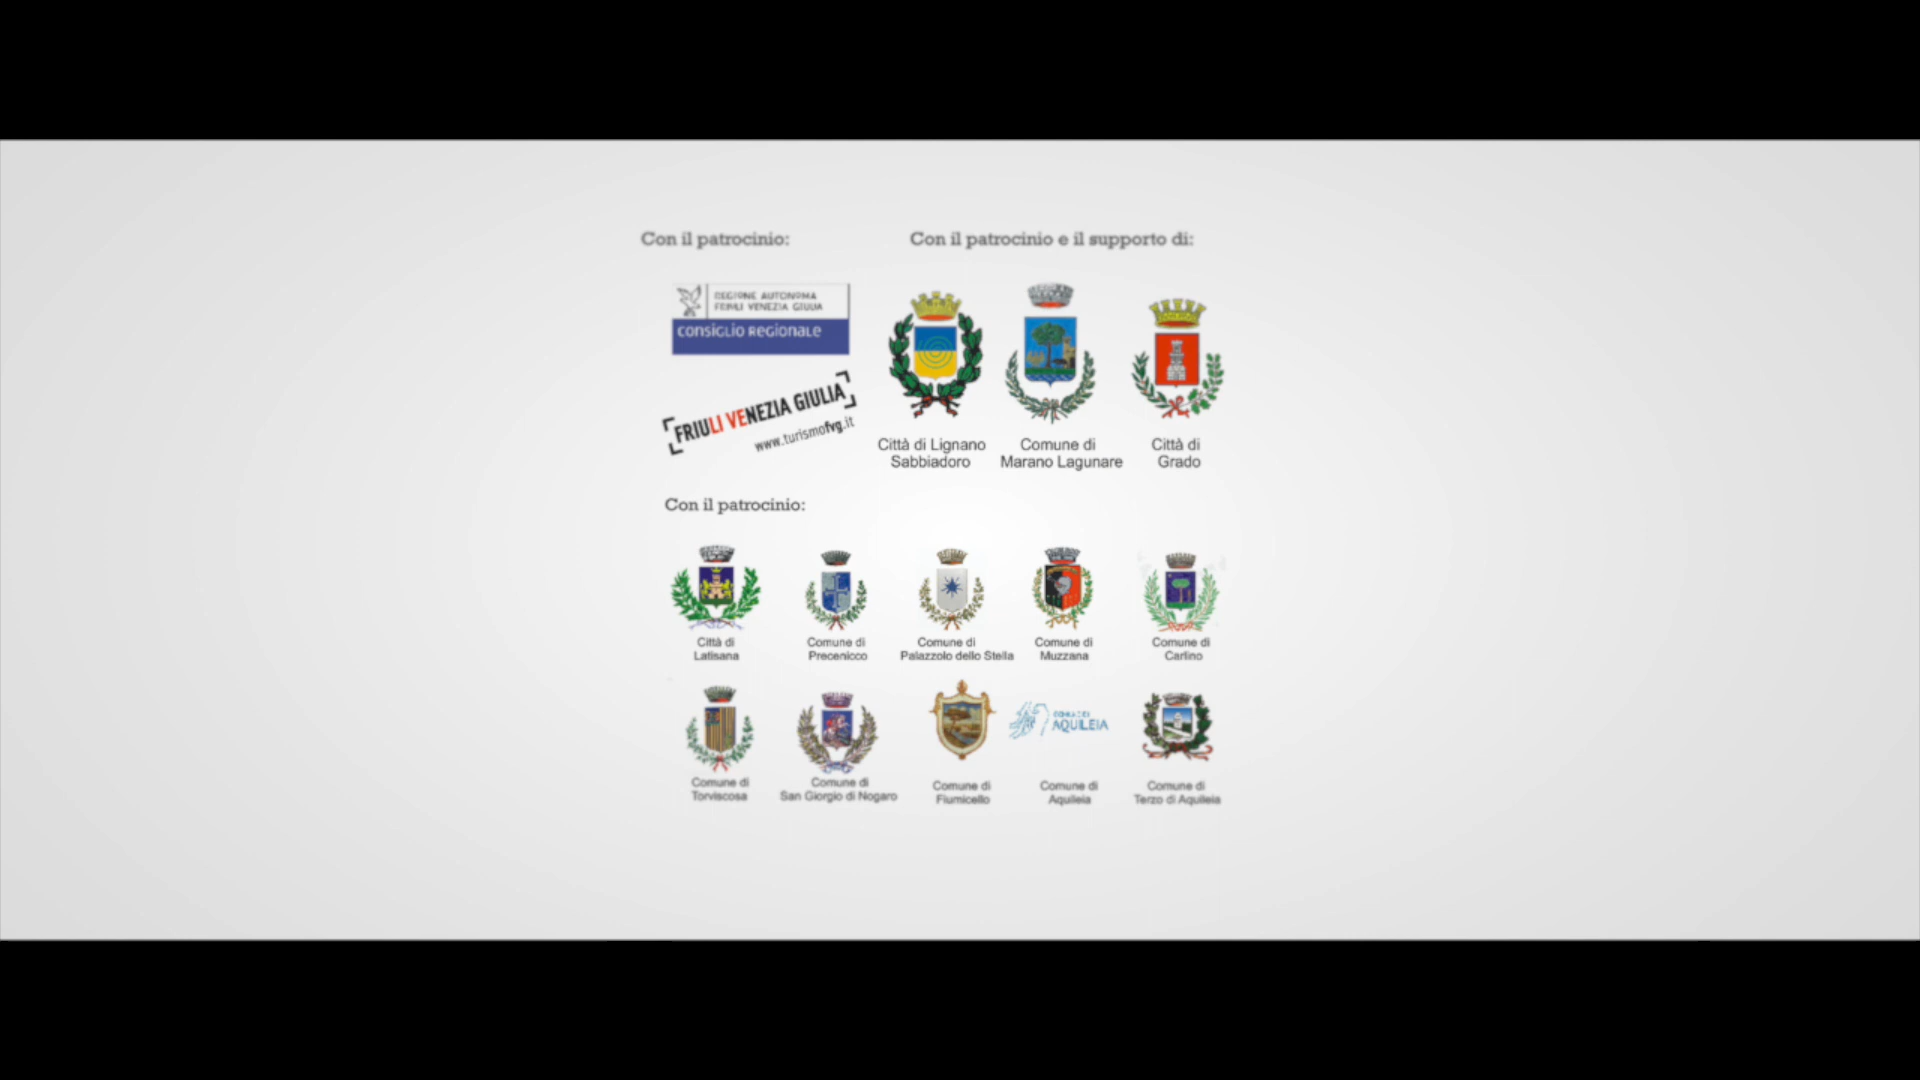 Con il patrocinio:
REGIONE AUTONOMA
FRIULI VENEZIA GIULIA
consiglio regionale
FRIULI VENEZIA GIULIA
www.turismofvg.it
Con il patrocinio e il supporto di:
Città di Lignano
Sabbiadoro
Comune di
Marano Lagunare
Città di
Grado
Con il patrocinio:
Città di
Latisana
Comune di
Precenicco
Comune di
Palazzolo dello Stella
Comune di
Muzzana
Comune di
Carlino
Comune di
Torviscosa
Comune di
San Giorgio di Nogaro
Comune di
Fiumicello
AQUILEIA
Comune di
Aquileia
Comune di
Terzo di Aquileia